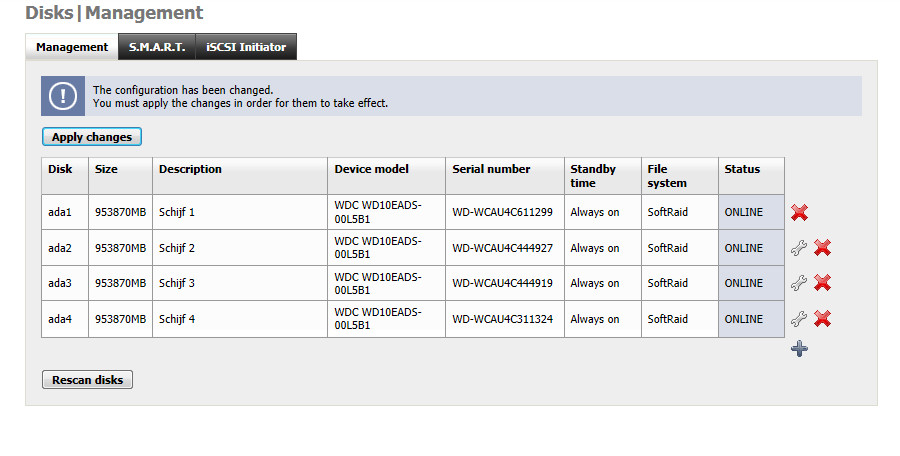 Disks|Management
Management S.M.A.R.T. iSCSI Initiator
The configuration has been changed.
You must apply the changes in order for them to take effect.
Apply changes
Disk Size Description Device model Serial number Standby time File system Status
ada1 953870MB Schijf 1 WDC WD10EADS-00L5B1 WD-WCAU4C611299 Always on SoftRaid ONLINE
ada2 953870MB Schijf 2 WDC WD10EADS-00L5B1 WD-WCAU4C444927 Always on SoftRaid ONLINE
ada3 953870MB Schijf 3 WDC WD10EADS-00L5B1 WD-WCAU4C444919 Always on SoftRaid ONLINE
ada4 953870MB Schijf 4 WDC WD10EADS-00L5B1 WD-WCAU4C311324 Always on SoftRaid ONLINE
Rescan disks